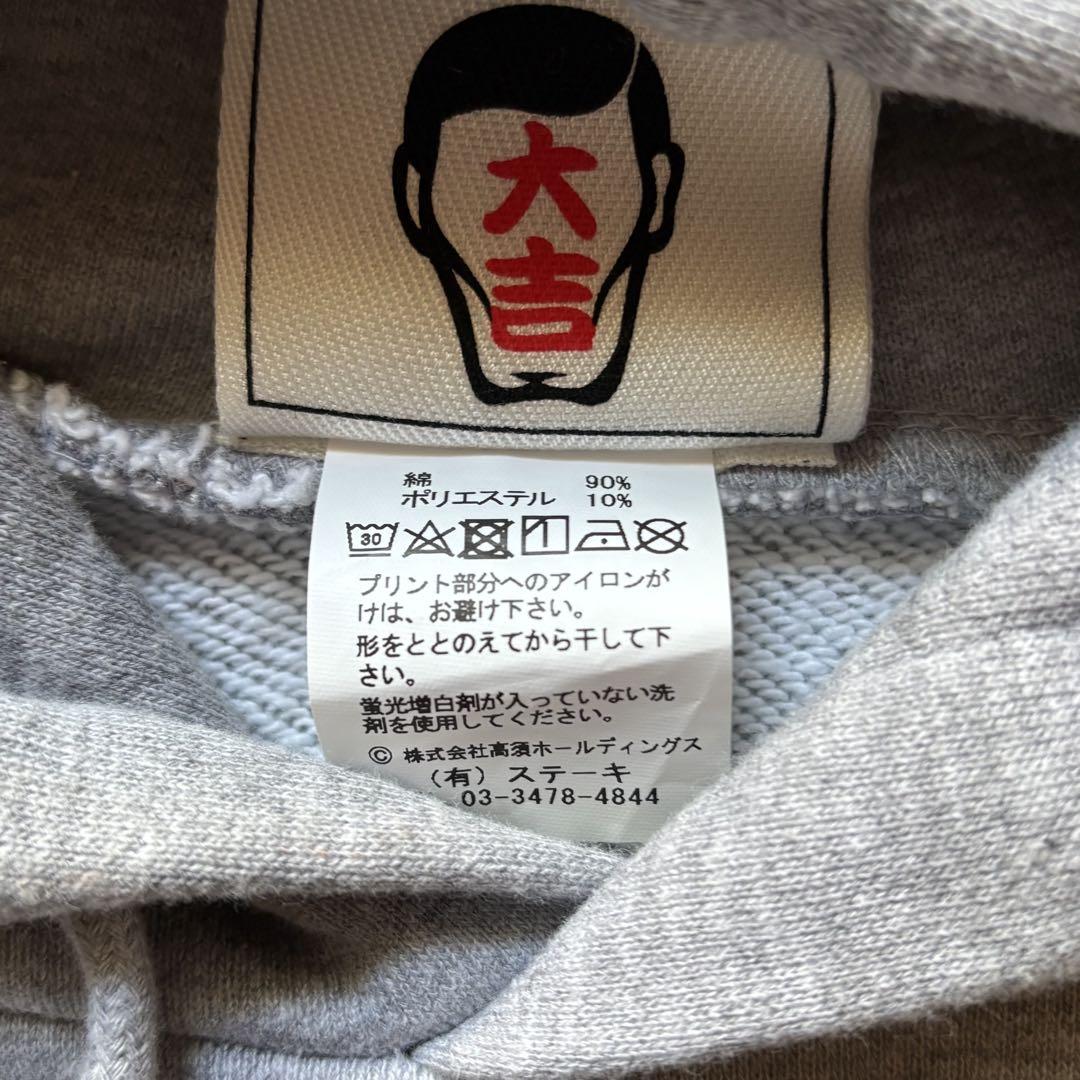 大
吉
綿 90%
ポリエステル 10%
30
プリント部分へのアイロンが
けは、お避け下さい。
形をととのえてから干して下
さい。
蛍光増白剤が入っていない洗
剤を使用してください。
© 株式会社高須ホールディングス
(有) ステーキ
03-3478-4844